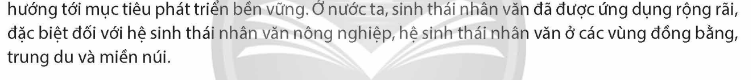 hướng tới mục tiêu phát triển bền vững. Ở nước ta, sinh thái nhân văn đã được ứng dụng rộng rãi,
đặc biệt đối với hệ sinh thái nhân văn nông nghiệp, hệ sinh thái nhân văn ở các vùng đồng bằng,
trung du và miền núi.